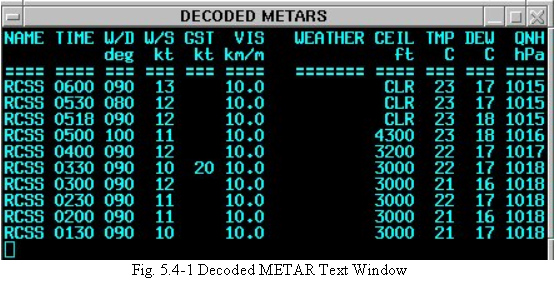 DECODED METARS
NAME TIME W/D W/S GST VIS WEATHER CEIL TMP DEW QNH
deg kt kt km/m ft C C hPa
==== ==== === === === ==== ======= ==== === === ====
RCSS 0600 090 13 10.0 CLR 23 17 1015
RCSS 0530 080 12 10.0 CLR 23 17 1015
RCSS 0518 090 12 10.0 CLR 23 18 1015
RCSS 0500 100 11 10.0 4300 23 18 1016
RCSS 0400 090 12 10.0 3200 22 17 1017
RCSS 0330 090 10 20 10.0 3000 22 17 1018
RCSS 0300 090 12 10.0 3000 21 16 1018
RCSS 0230 090 11 10.0 3000 22 17 1018
RCSS 0200 090 11 10.0 3000 21 16 1018
RCSS 0130 090 10 10.0 3000 21 17 1018
Fig. 5.4-1 Decoded METAR Text Window